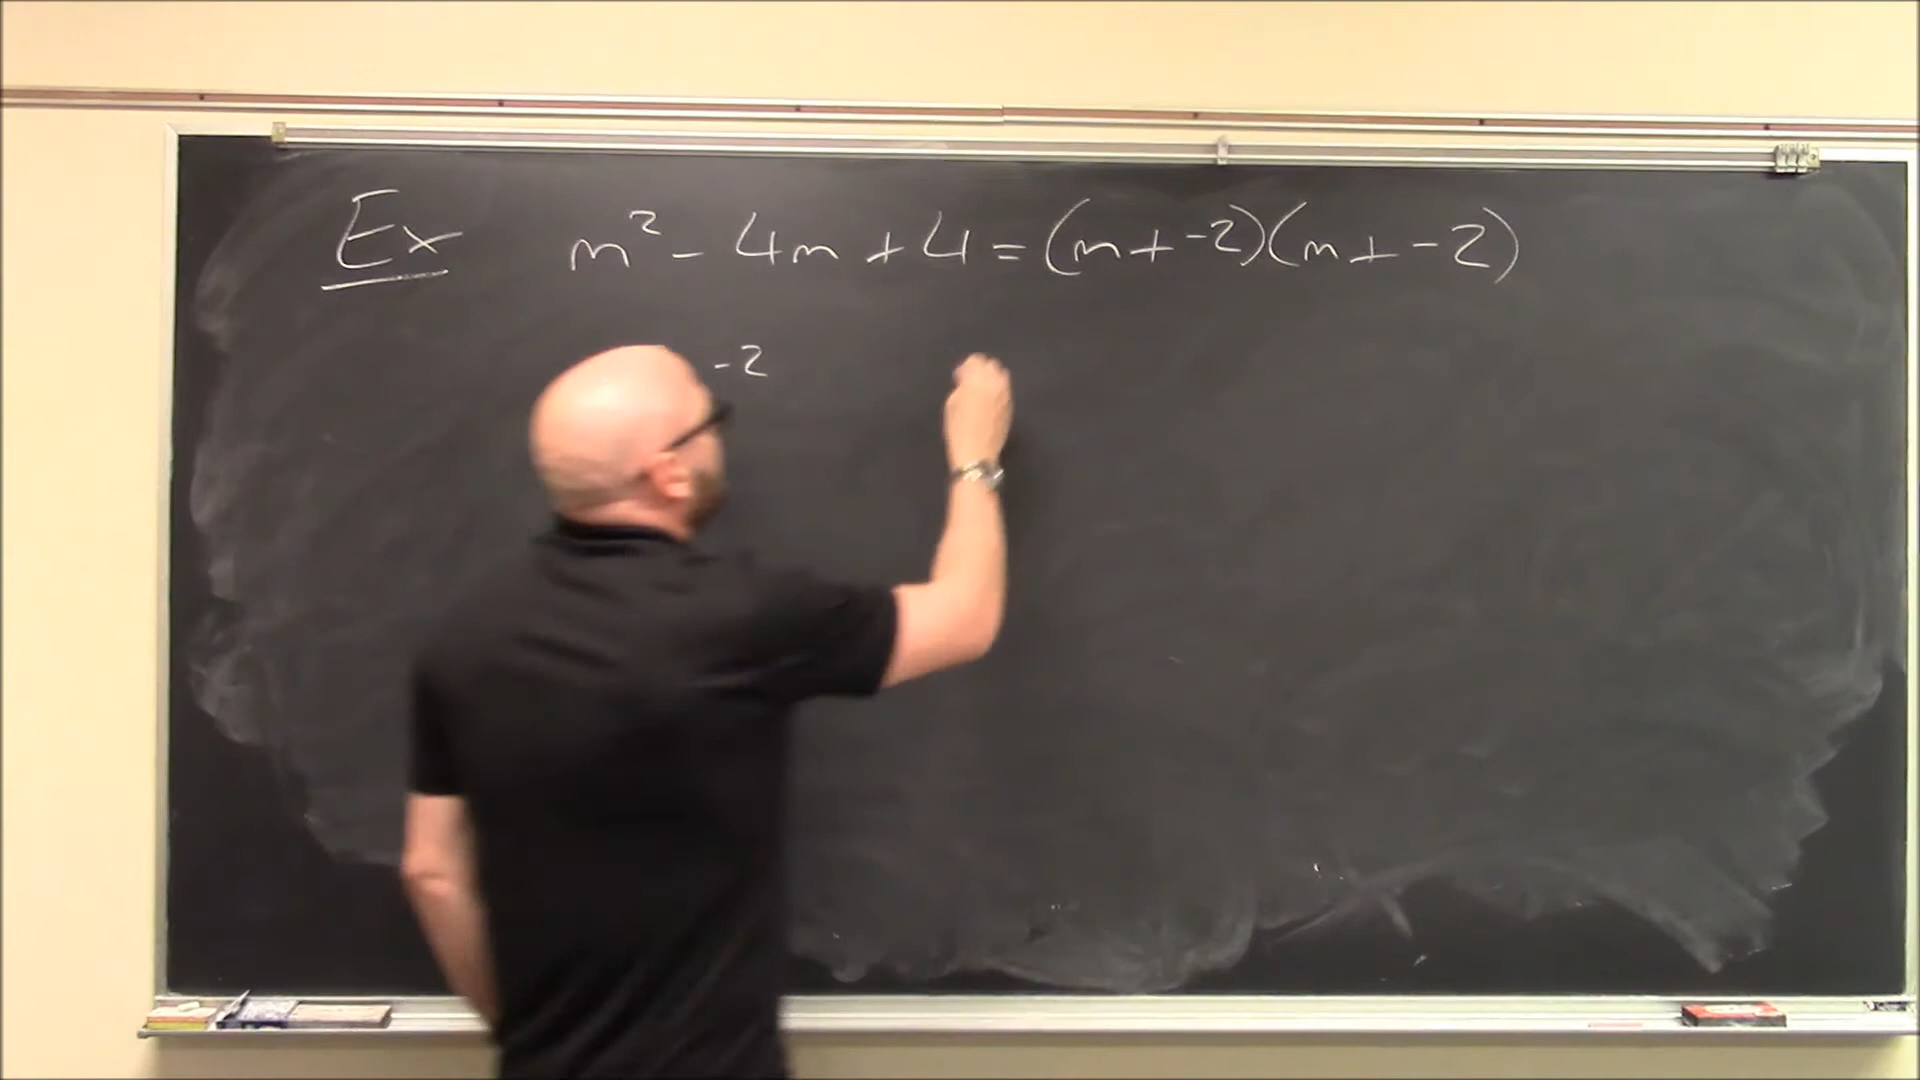 Ex m² - 4m + 4 = (m + -2)(m + -2)
-2